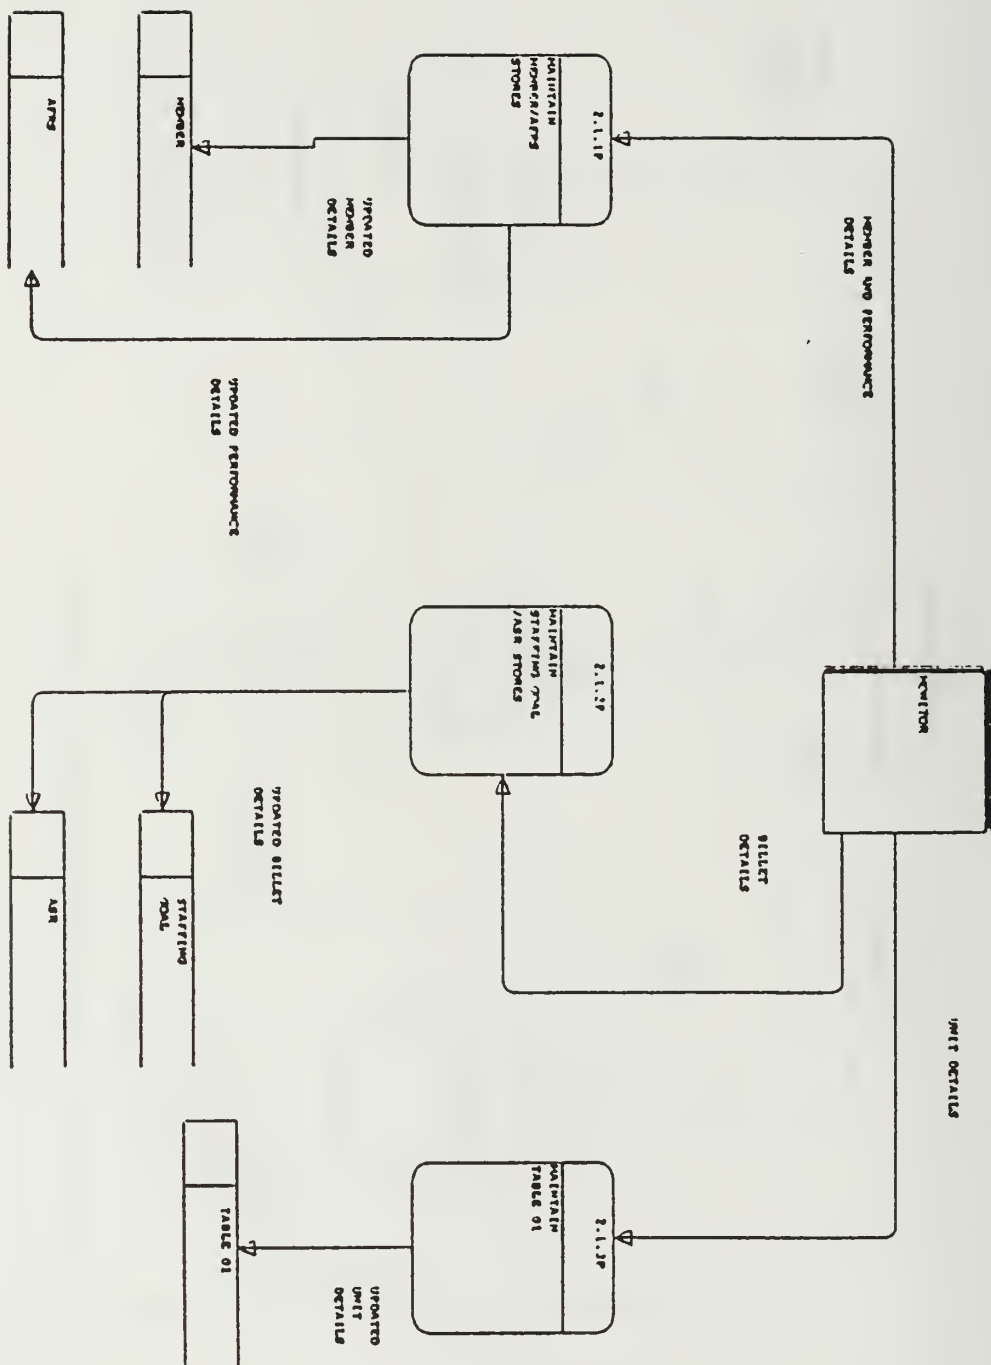 MONITOR
MEMBER AND PERFORMANCE
DETAILS
BILLET
DETAILS
UNIT DETAILS
2.1.1P
MAINTAIN
MEMBER/APPS
STORES
2.1.2P
MAINTAIN
STAFFING GOAL
/ASR STORES
2.1.3P
MAINTAIN
TABLE 01
UPDATED
MEMBER
DETAILS
UPDATED PERFORMANCE
DETAILS
UPDATED BILLET
DETAILS
UPDATED
UNIT
DETAILS
MEMBER
STAFFING
GOAL
ASR
TABLE 01